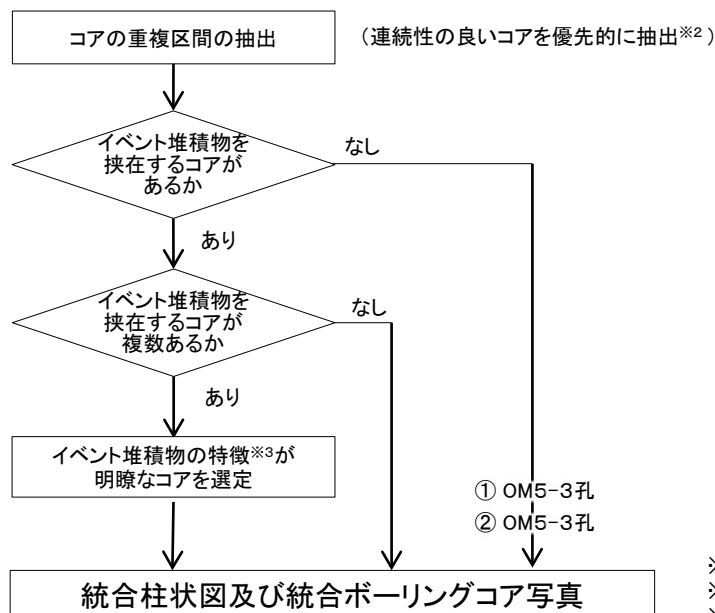 コアの重複区間の抽出
（連続性の良いコアを優先的に抽出※2）
イベント堆積物を
挟在するコアが
あるか
なし
あり
イベント堆積物を
挟在するコアが
複数あるか
なし
あり
イベント堆積物の特徴※3が
明瞭なコアを選定
① OM5-3孔
② OM5-3孔
統合柱状図及び統合ボーリングコア写真
※
※